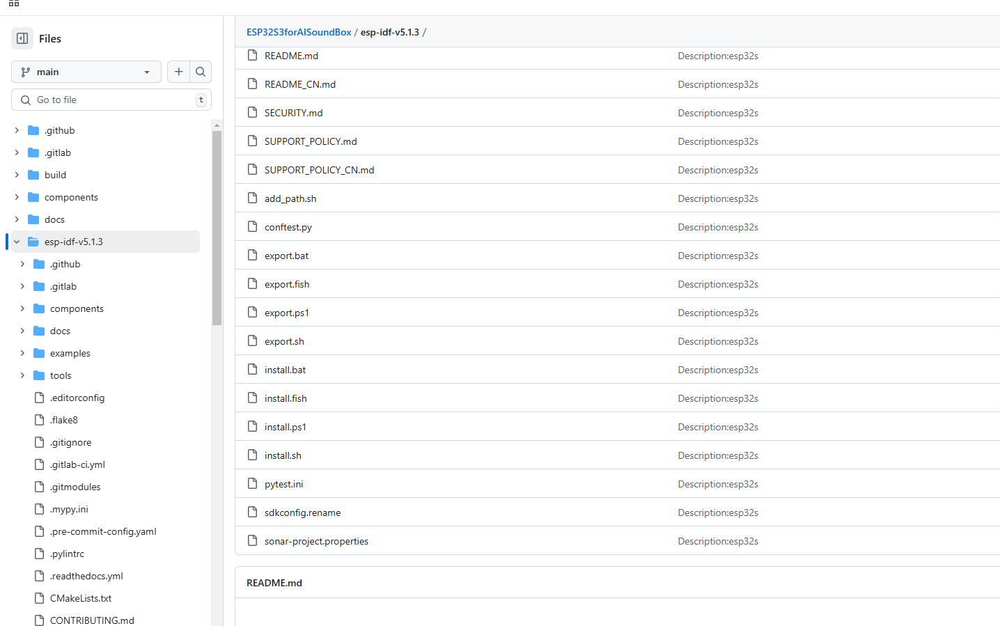 Files
main
Go to file
t
.github
.gitlab
build
components
docs
esp-idf-v5.1.3
.github
.gitlab
components
docs
examples
tools
.editorconfig
.flake8
.gitignore
.gitlab-ci.yml
.gitmodules
.mypy.ini
.pre-commit-config.yaml
.pylintrc
.readthedocs.yml
CMakeLists.txt
CONTRIBUTING.md
ESP32S3forAISoundBox / esp-idf-v5.1.3 /
README.md Description:esp32s
README_CN.md Description:esp32s
SECURITY.md Description:esp32s
SUPPORT_POLICY.md Description:esp32s
SUPPORT_POLICY_CN.md Description:esp32s
add_path.sh Description:esp32s
conftest.py Description:esp32s
export.bat Description:esp32s
export.fish Description:esp32s
export.ps1 Description:esp32s
export.sh Description:esp32s
install.bat Description:esp32s
install.fish Description:esp32s
install.ps1 Description:esp32s
install.sh Description:esp32s
pytest.ini Description:esp32s
sdkconfig.rename Description:esp32s
sonar-project.properties Description:esp32s
README.md